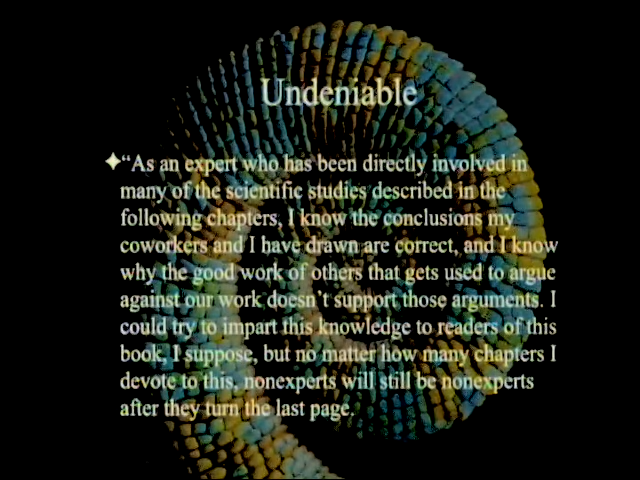 Undeniable
✦“As an expert who has been directly involved in
many of the scientific studies described in the
following chapters, I know the conclusions my
coworkers and I have drawn are correct, and I know
why the good work of others that gets used to argue
against our work doesn’t support those arguments. I
could try to impart this knowledge to readers of this
book, I suppose, but no matter how many chapters I
devote to this, nonexperts will still be nonexperts
after they turn the last page.